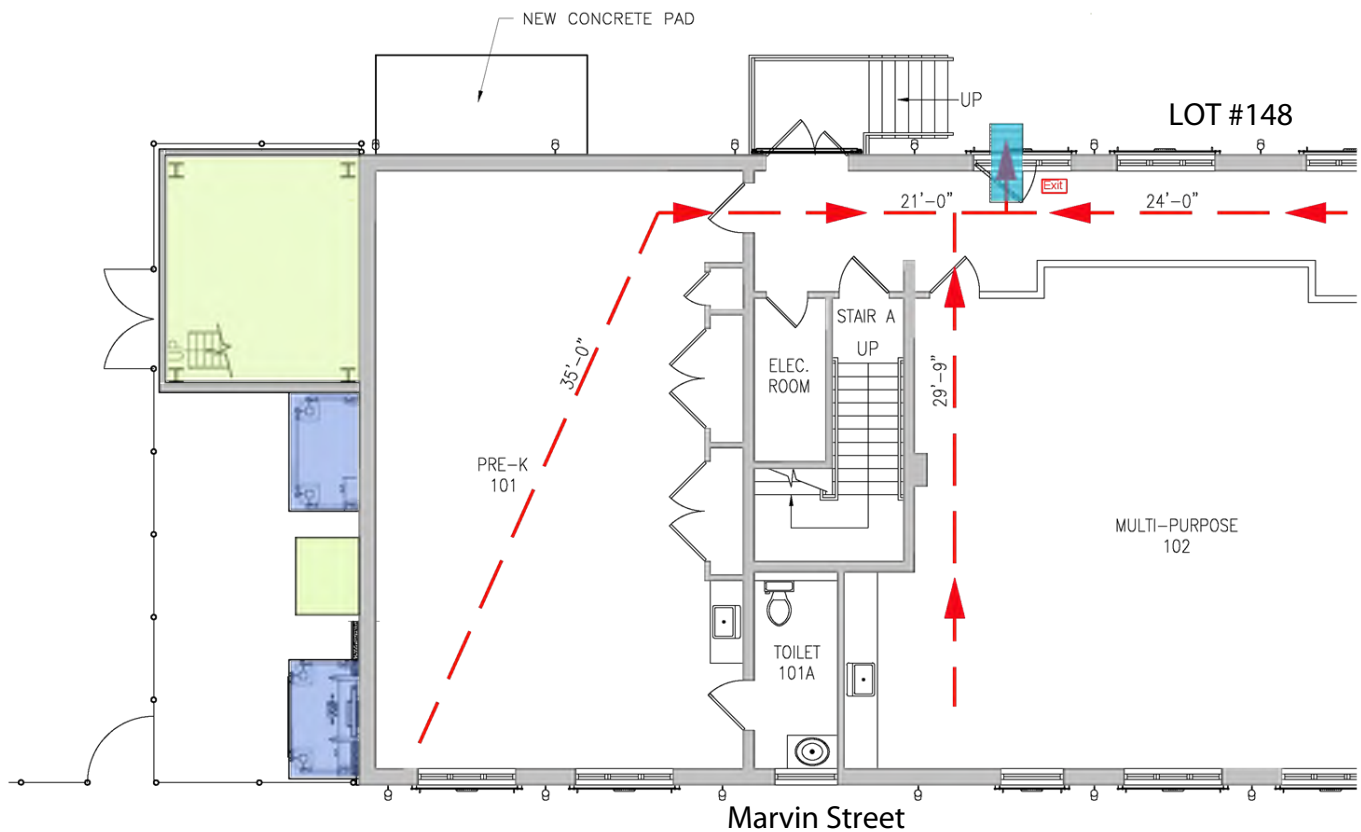 NEW CONCRETE PAD
UP
LOT #148
Exit
21'-0"
24'-0"
STAIR A
UP
UP
35'-0"
ELEC.
ROOM
29'-9"
PRE-K
101
MULTI-PURPOSE
102
TOILET
101A
Marvin Street